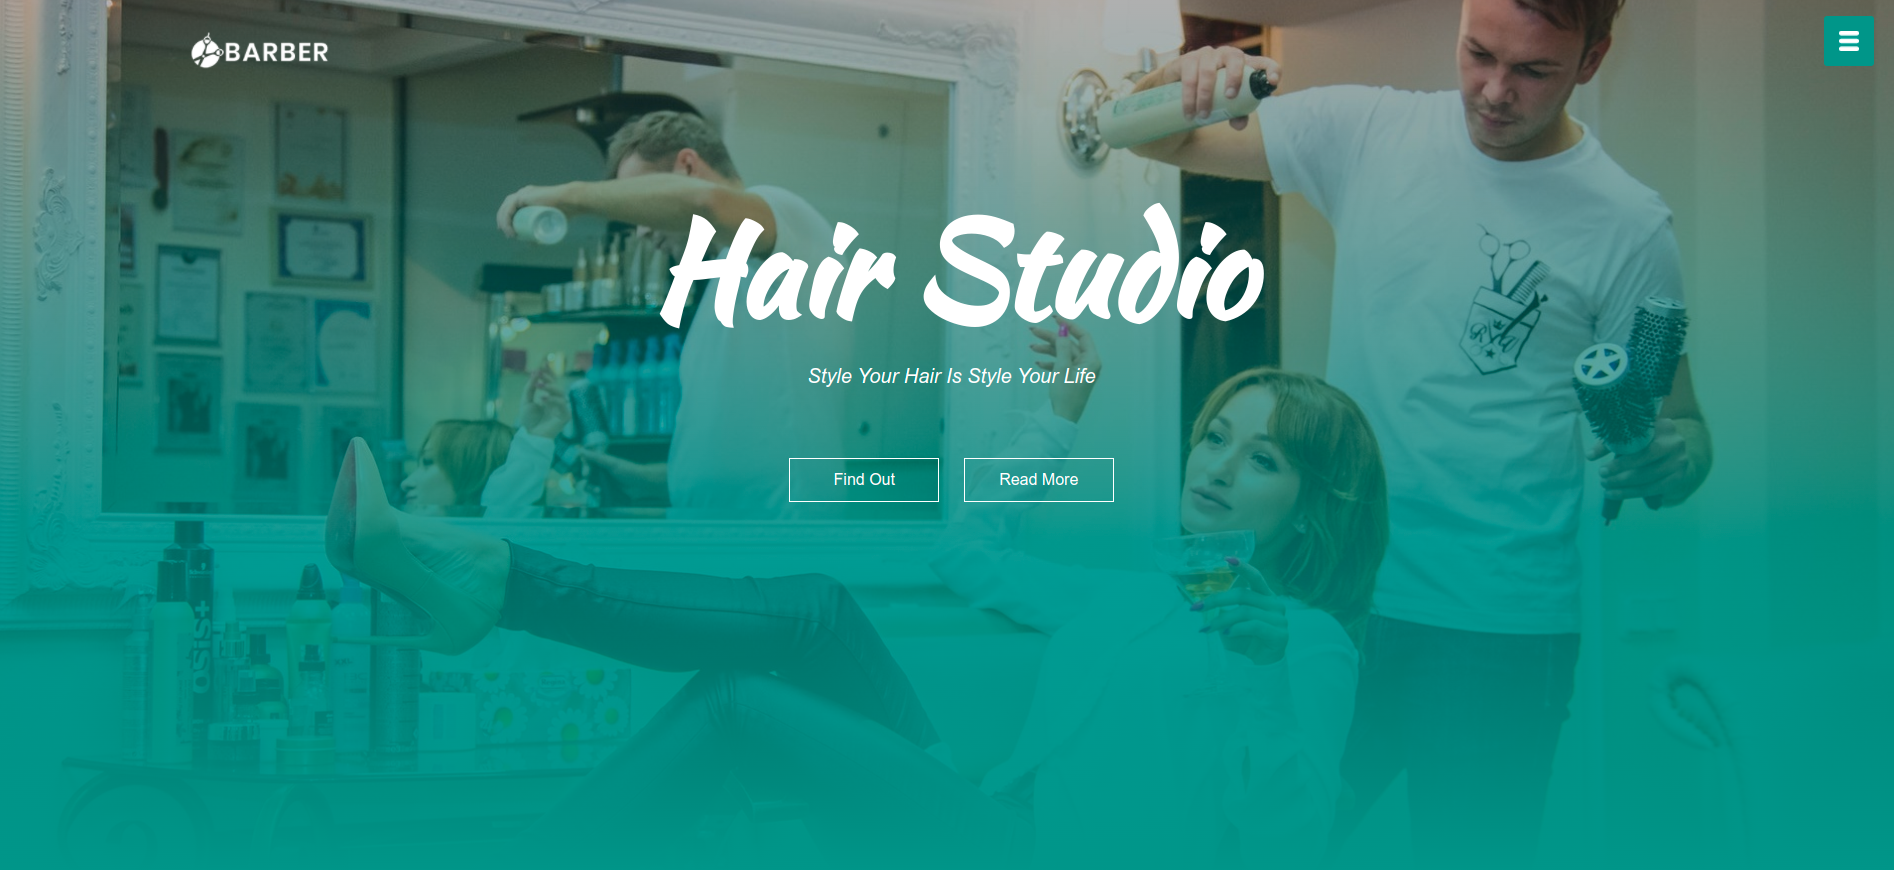 BARBER
Hair Studio
Style Your Hair Is Style Your Life
Find Out
Read More
OSiS+